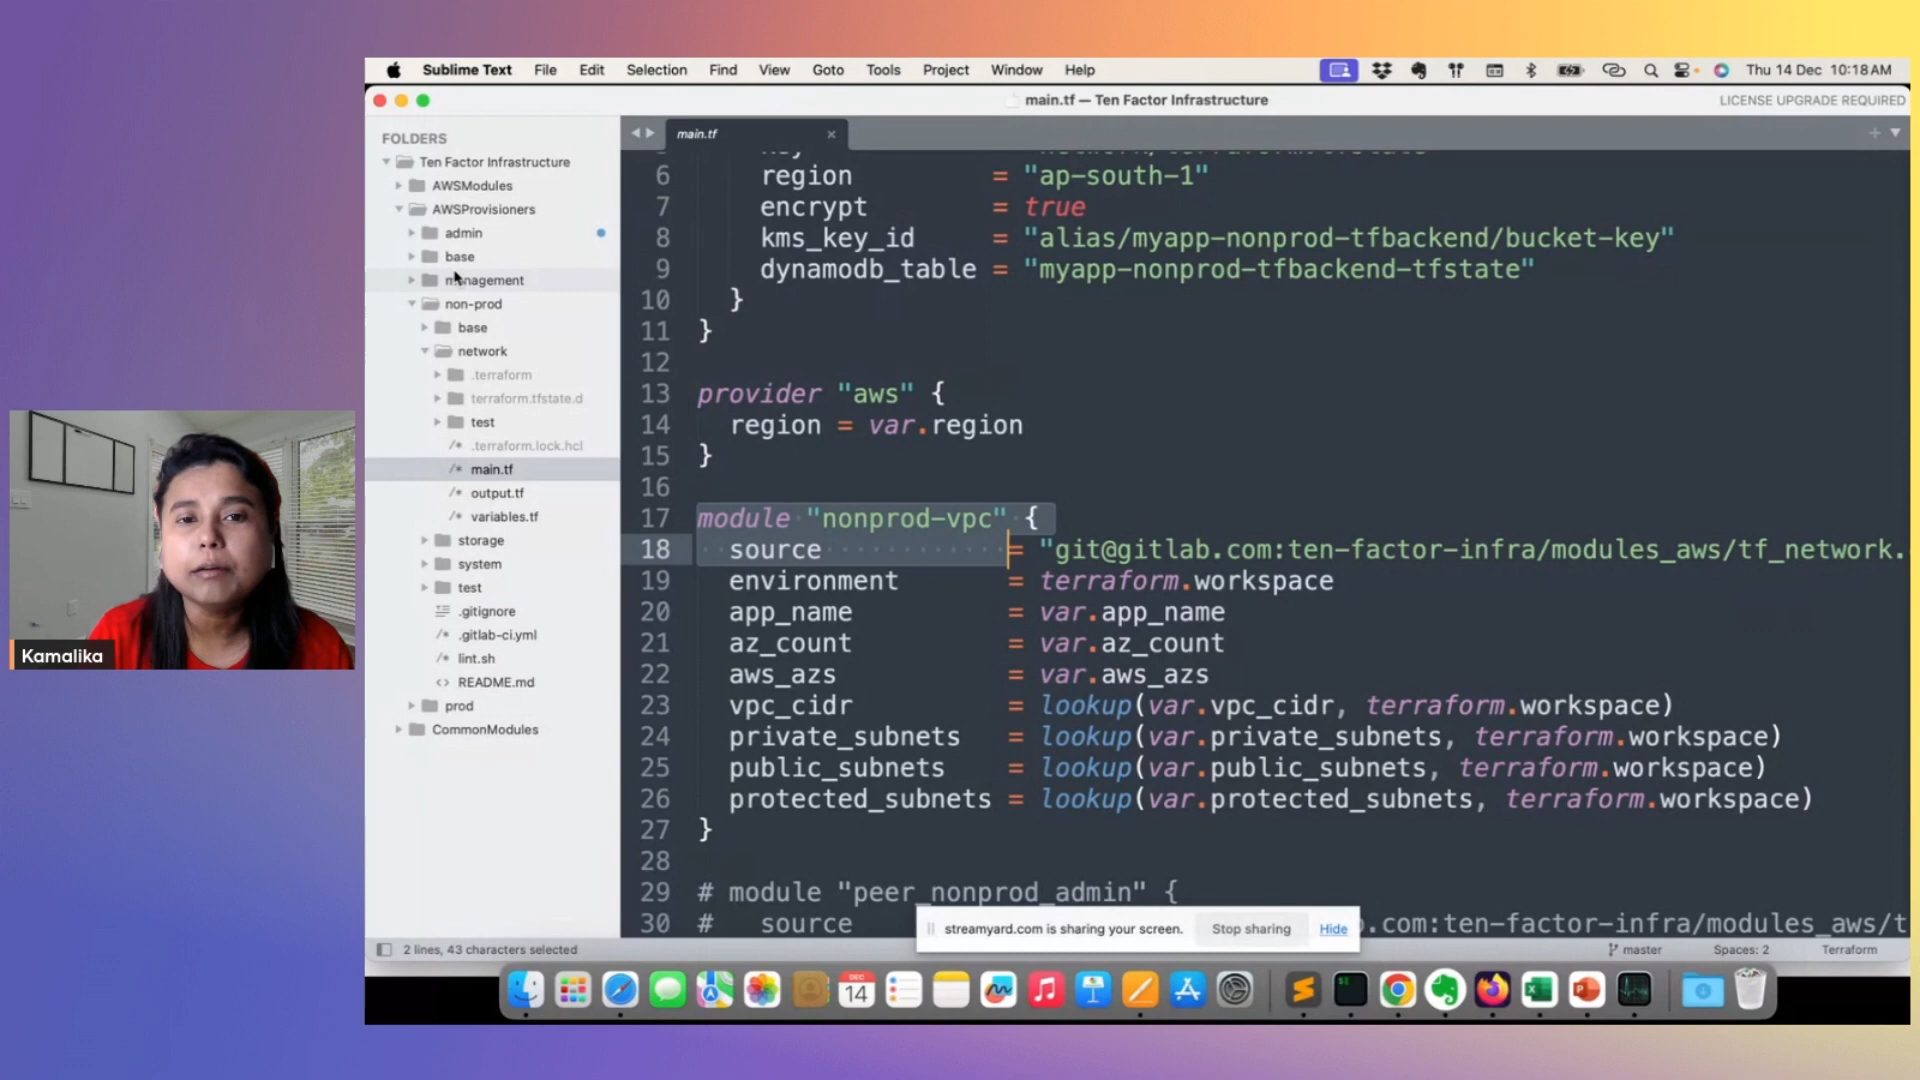 Sublime Text File Edit Selection Find View Goto Tools Project Window Help
Thu 14 Dec 10:18 AM
main.tf — Ten Factor Infrastructure
LICENSE UPGRADE REQUIRED
FOLDERS
Ten Factor Infrastructure
AWSModules
AWSProvisioners
admin
base
management
non-prod
base
network
.terraform
terraform.tfstate.d
test
.terraform.lock.hcl
main.tf
output.tf
variables.tf
storage
system
test
.gitignore
.gitlab-ci.yml
lint.sh
README.md
prod
CommonModules
main.tf
6 region = "ap-south-1"
7 encrypt = true
8 kms_key_id = "alias/myapp-nonprod-tfbackend/bucket-key"
9 dynamodb_table = "myapp-nonprod-tfbackend-tfstate"
10 }
11 }
12
13 provider "aws" {
14 region = var.region
15 }
16
17 module "nonprod-vpc" {
18 source = "git@gitlab.com:ten-factor-infra/modules_aws/tf_network.
19 environment = terraform.workspace
20 app_name = var.app_name
21 az_count = var.az_count
22 aws_azs = var.aws_azs
23 vpc_cidr = lookup(var.vpc_cidr, terraform.workspace)
24 private_subnets = lookup(var.private_subnets, terraform.workspace)
25 public_subnets = lookup(var.public_subnets, terraform.workspace)
26 protected_subnets = lookup(var.protected_subnets, terraform.workspace)
27 }
28
29 # module "peer_nonprod_admin" {
30 # source .com:ten-factor-infra/modules_aws/t
streamyard.com is sharing your screen. Stop sharing Hide
2 lines, 43 characters selected
master Spaces: 2 Terraform
DEC
14
Kamalika